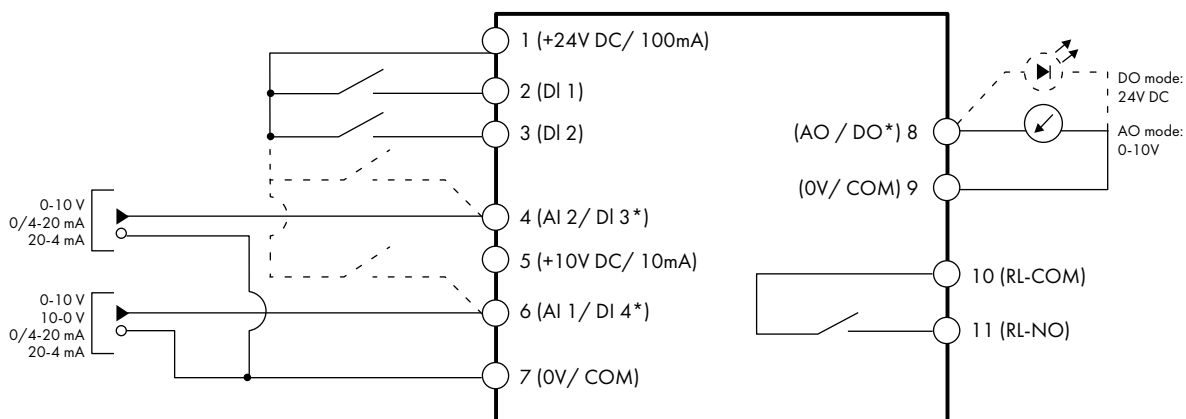 1 (+24V DC/ 100mA)
2 (DI 1)
3 (DI 2)
4 (AI 2/ DI 3*)
5 (+10V DC/ 10mA)
6 (AI 1/ DI 4*)
7 (0V/ COM)
0-10 V
0/4-20 mA
20-4 mA
0-10 V
10-0 V
0/4-20 mA
20-4 mA
(AO / DO*) 8
(0V/ COM) 9
10 (RL-COM)
11 (RL-NO)
DO mode:
24V DC
AO mode:
0-10V